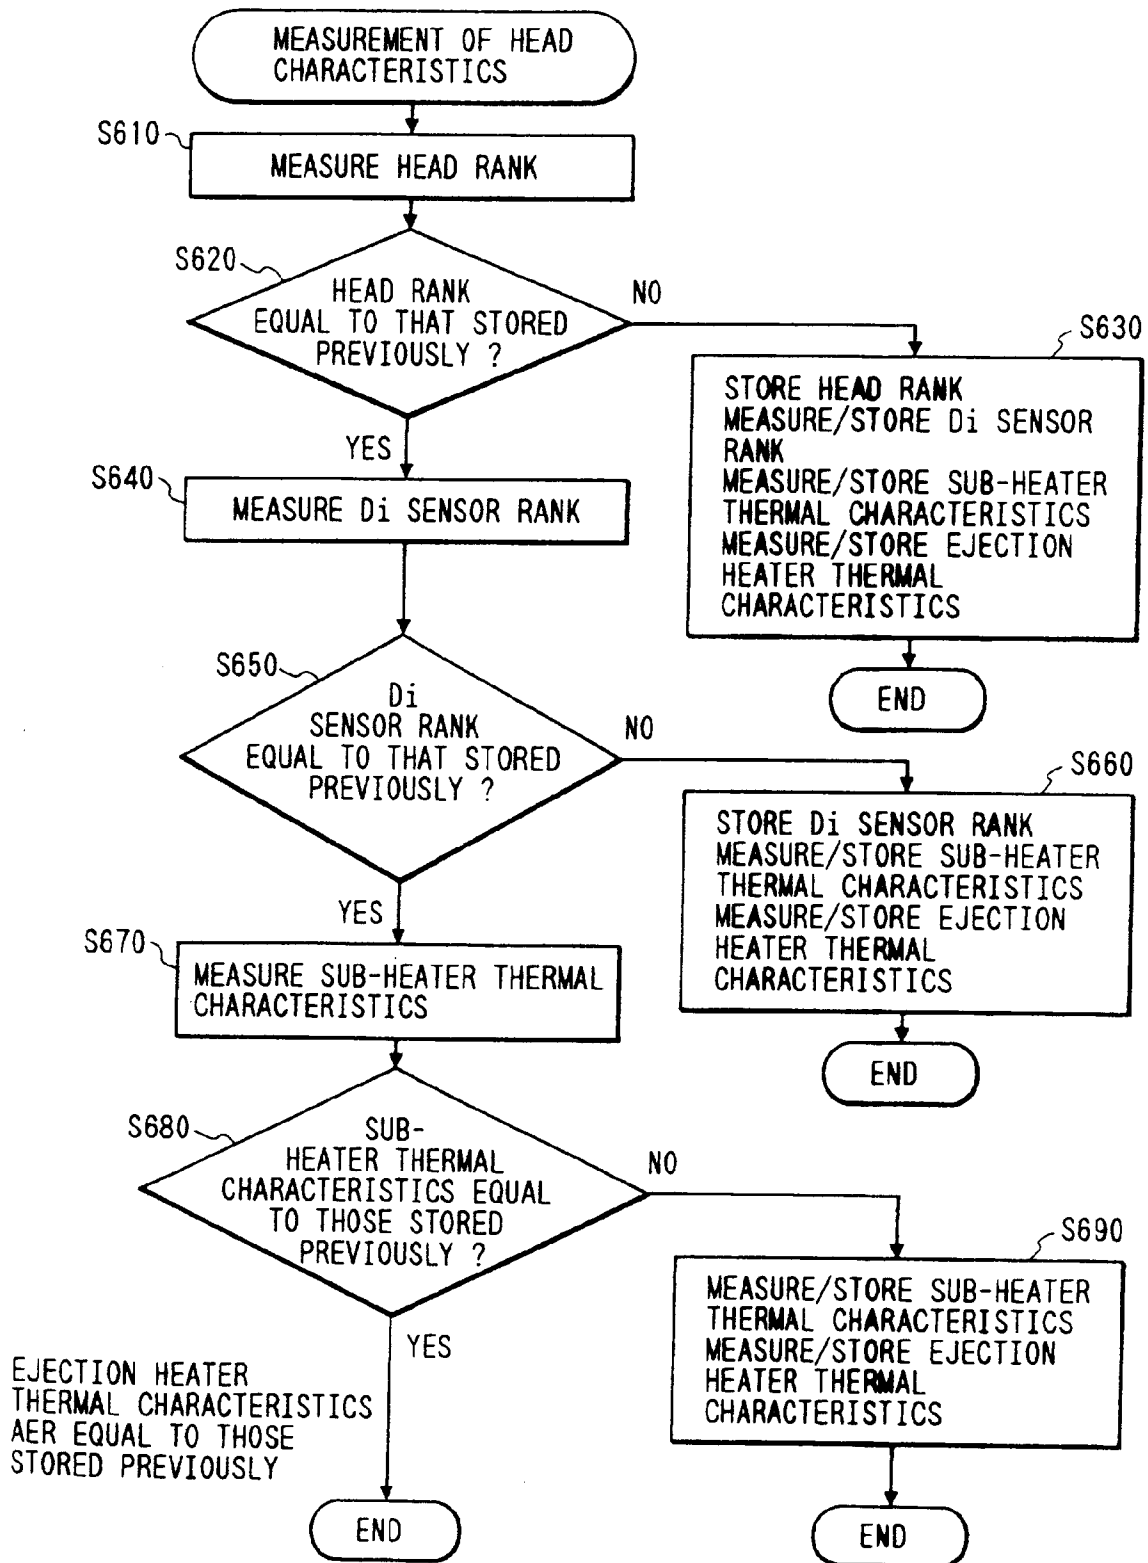 MEASUREMENT OF HEAD
CHARACTERISTICS
S610
MEASURE HEAD RANK
S620
HEAD RANK
EQUAL TO THAT STORED
PREVIOUSLY ?
NO
YES
S630
STORE HEAD RANK
MEASURE/STORE Di SENSOR
RANK
MEASURE/STORE SUB-HEATER
THERMAL CHARACTERISTICS
MEASURE/STORE EJECTION
HEATER THERMAL
CHARACTERISTICS
END
S640
MEASURE Di SENSOR RANK
S650
Di
SENSOR RANK
EQUAL TO THAT STORED
PREVIOUSLY ?
NO
YES
S660
STORE Di SENSOR RANK
MEASURE/STORE SUB-HEATER
THERMAL CHARACTERISTICS
MEASURE/STORE EJECTION
HEATER THERMAL
CHARACTERISTICS
END
S670
MEASURE SUB-HEATER THERMAL
CHARACTERISTICS
S680
SUB-
HEATER THERMAL
CHARACTERISTICS EQUAL
TO THOSE STORED
PREVIOUSLY ?
NO
YES
S690
MEASURE/STORE SUB-HEATER
THERMAL CHARACTERISTICS
MEASURE/STORE EJECTION
HEATER THERMAL
CHARACTERISTICS
END
EJECTION HEATER
THERMAL CHARACTERISTICS
AER EQUAL TO THOSE
STORED PREVIOUSLY
END